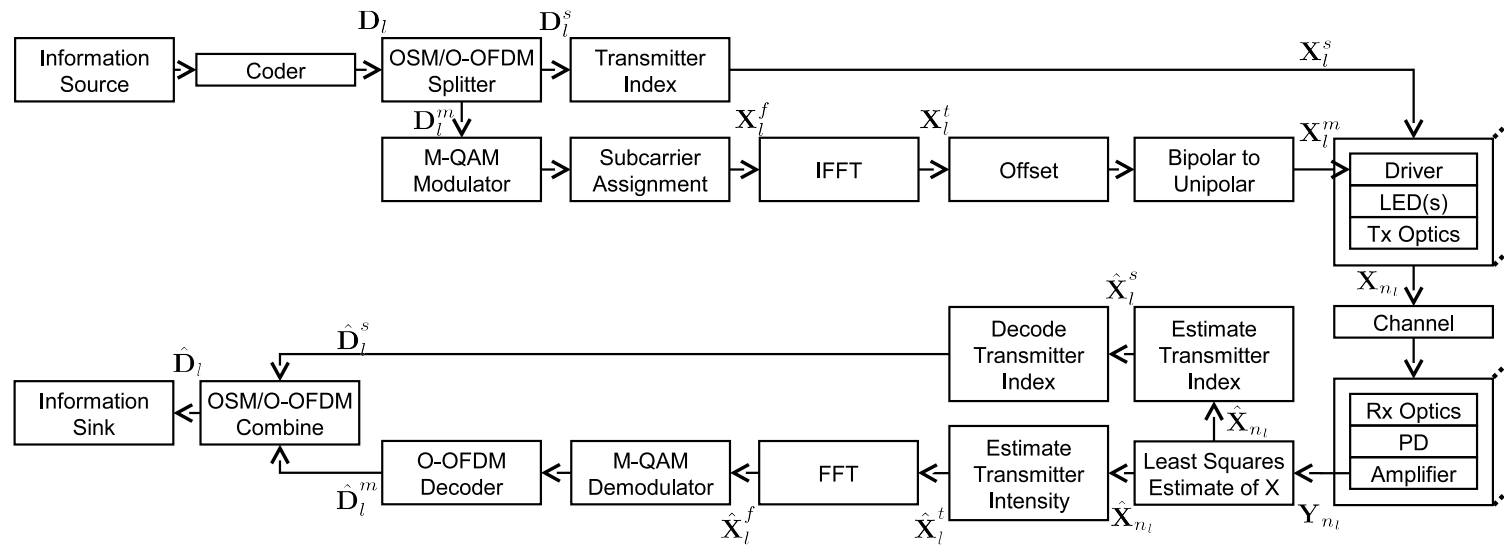 D_l
D_l^s
Information
Source
Coder
OSM/O-OFDM
Splitter
Transmitter
Index
X_l^s
D_l^m
X_l^f
X_l^t
X_l^m
M-QAM
Modulator
Subcarrier
Assignment
IFFT
Offset
Bipolar to
Unipolar
Driver
LED(s)
Tx Optics
X_{n_l}
Channel
X̂_l^s
Decode
Transmitter
Index
Estimate
Transmitter
Index
D̂_l^s
D̂_l
Information
Sink
OSM/O-OFDM
Combine
Rx Optics
PD
Amplifier
X̂_{n_l}
O-OFDM
Decoder
M-QAM
Demodulator
FFT
Estimate
Transmitter
Intensity
Least Squares
Estimate of X
D̂_l^m
X̂_l^f
X̂_l^t
X̂_{n_l}
Y_{n_l}